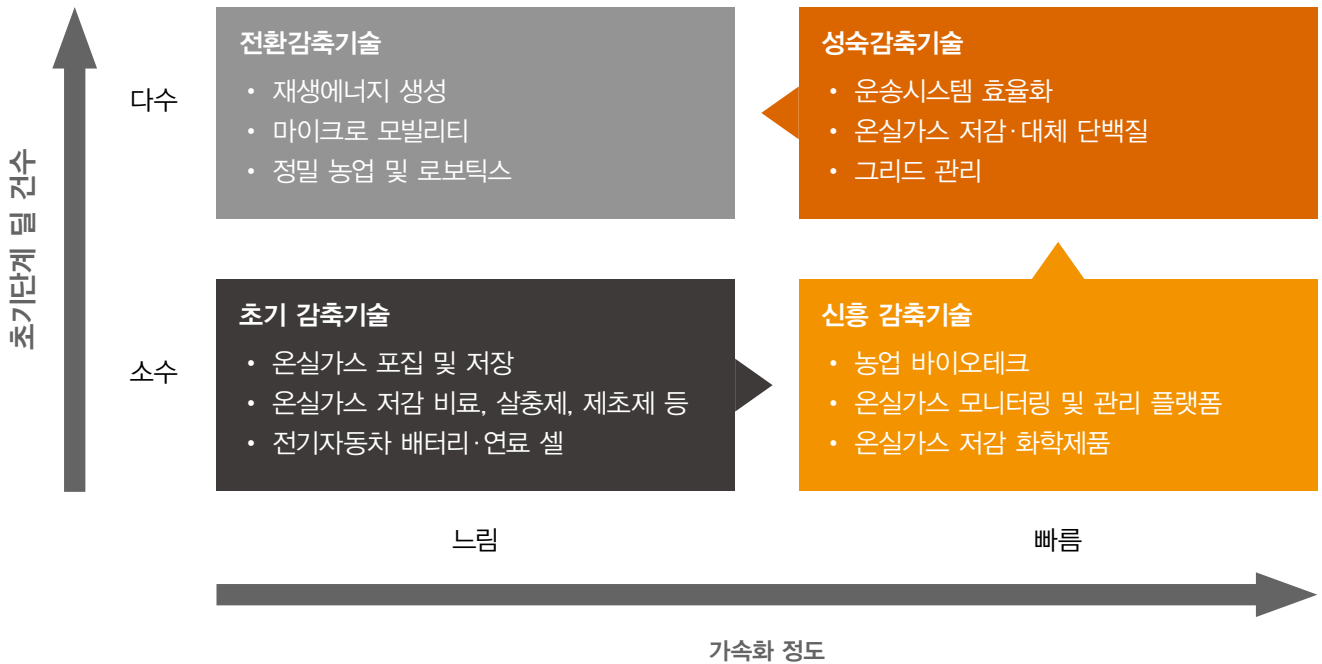 초기단계 딜 건수
다수
소수
전환감축기술
• 재생에너지 생성
• 마이크로 모빌리티
• 정밀 농업 및 로보틱스
성숙감축기술
• 운송시스템 효율화
• 온실가스 저감·대체 단백질
• 그리드 관리
초기 감축기술
• 온실가스 포집 및 저장
• 온실가스 저감 비료, 살충제, 제초제 등
• 전기자동차 배터리·연료 셀
신흥 감축기술
• 농업 바이오테크
• 온실가스 모니터링 및 관리 플랫폼
• 온실가스 저감 화학제품
느림
빠름
가속화 정도